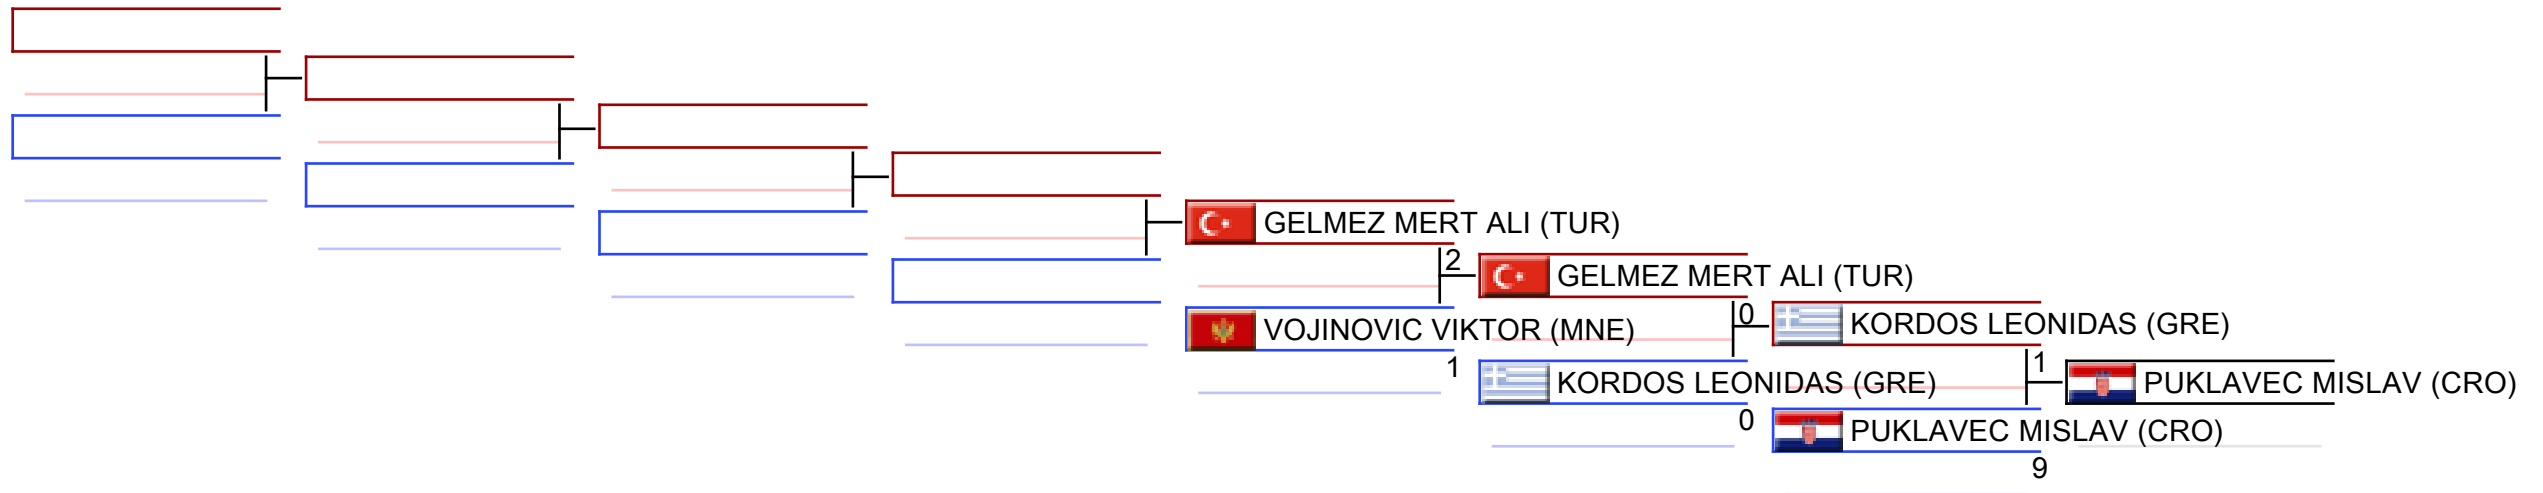 GELMEZ MERT ALI (TUR)
2
GELMEZ MERT ALI (TUR)
VOJINOVIC VIKTOR (MNE)
1
0
KORDOS LEONIDAS (GRE)
KORDOS LEONIDAS (GRE)
0
1
PUKLAVEC MISLAV (CRO)
PUKLAVEC MISLAV (CRO)
9